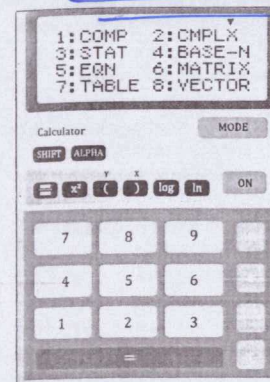 1:COMP 2:CMPLX
3:STAT 4:BASE-N
5:EQN 6:MATRIX
7:TABLE 8:VECTOR
Calculator MODE
SHIFT ALPHA
Y X
x² ( ) log ln ON
7 8 9
4 5 6
1 2 3
=